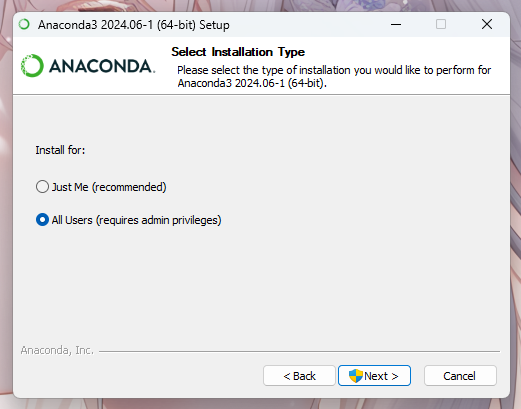 Anaconda3 2024.06-1 (64-bit) Setup
Select Installation Type
ANACONDA.
Please select the type of installation you would like to perform for
Anaconda3 2024.06-1 (64-bit).
Install for:
Just Me (recommended)
All Users (requires admin privileges)
Anaconda, Inc.
< Back
Next >
Cancel